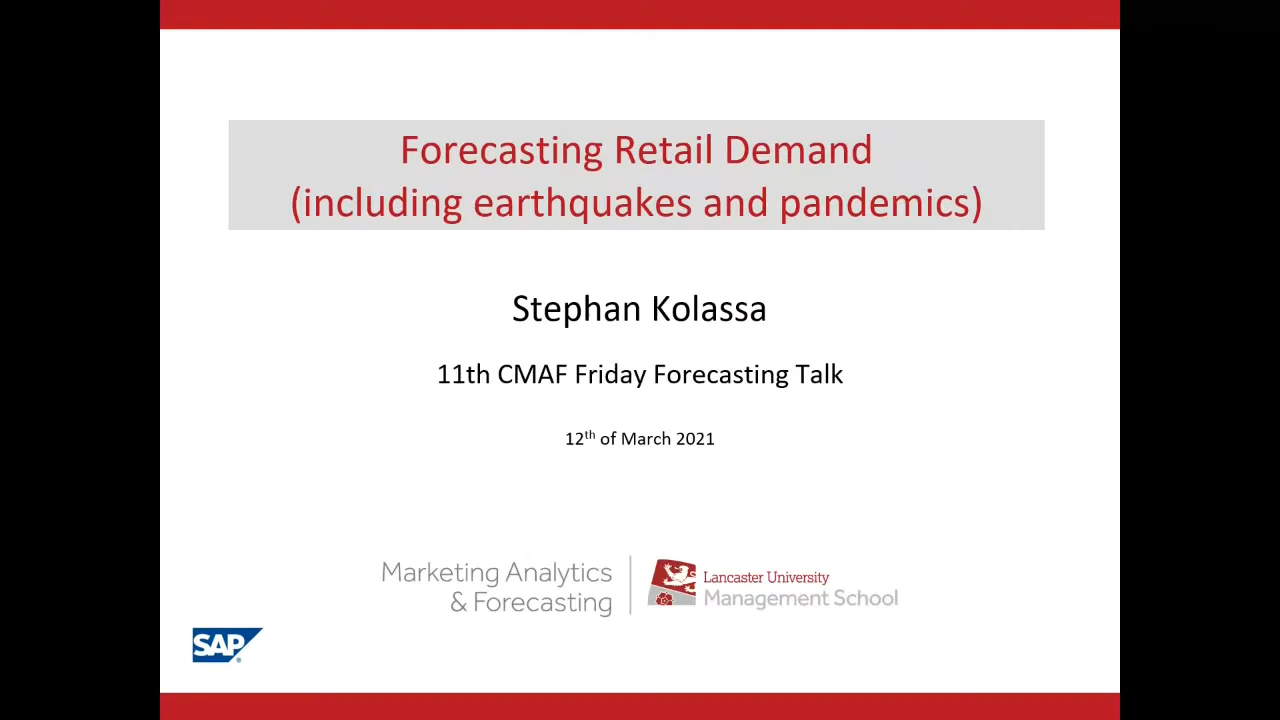 Forecasting Retail Demand
(including earthquakes and pandemics)
Stephan Kolassa
11th CMAF Friday Forecasting Talk
12th of March 2021
Marketing Analytics
& Forecasting
Lancaster University
Management School
SAP